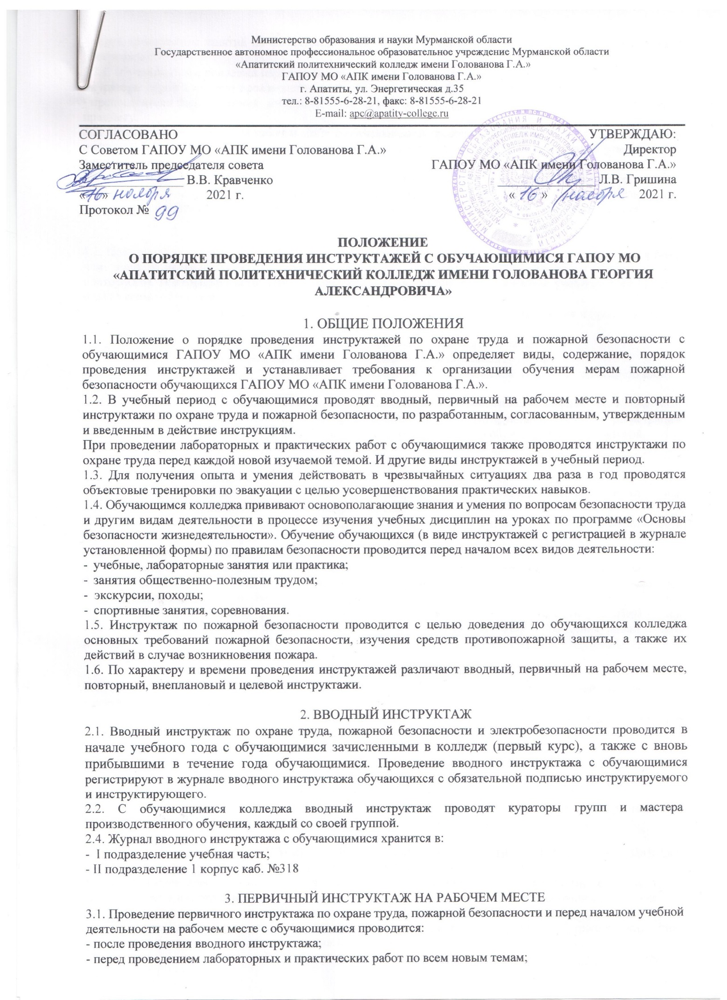 Министерство образования и науки Мурманской области
Государственное автономное профессиональное образовательное учреждение Мурманской области
«Апатитский политехнический колледж имени Голованова Г.А.»
ГАПОУ МО «АПК имени Голованова Г.А.»
г. Апатиты, ул. Энергетическая д.35
тел.: 8-81555-6-28-21, факс: 8-81555-6-28-21
E-mail: apc@apatity-college.ru
СОГЛАСОВАНО
С Советом ГАПОУ МО «АПК имени Голованова Г.А.»
Заместитель председателя совета
В.В. Кравченко
«16» ноября 2021 г.
Протокол № 99
УТВЕРЖДАЮ:
Директор
ГАПОУ МО «АПК имени Голованова Г.А.»
Л.В. Гришина
«16» ноября 2021 г.
ПОЛОЖЕНИЕ
О ПОРЯДКЕ ПРОВЕДЕНИЯ ИНСТРУКТАЖЕЙ С ОБУЧАЮЩИМИСЯ ГАПОУ МО
«АПАТИТСКИЙ ПОЛИТЕХНИЧЕСКИЙ КОЛЛЕДЖ ИМЕНИ ГОЛОВАНОВА ГЕОРГИЯ
АЛЕКСАНДРОВИЧА»
1. ОБЩИЕ ПОЛОЖЕНИЯ
1.1. Положение о порядке проведения инструктажей по охране труда и пожарной безопасности с
обучающимися ГАПОУ МО «АПК имени Голованова Г.А.» определяет виды, содержание, порядок
проведения инструктажей и устанавливает требования к организации обучения мерам пожарной
безопасности обучающихся ГАПОУ МО «АПК имени Голованова Г.А.».
1.2. В учебный период с обучающимися проводят вводный, первичный на рабочем месте и повторный
инструктажи по охране труда и пожарной безопасности, по разработанным, согласованным, утвержденным
и введенным в действие инструкциям.
При проведении лабораторных и практических работ с обучающимися также проводятся инструктажи по
охране труда перед каждой новой изучаемой темой. И другие виды инструктажей в учебный период.
1.3. Для получения опыта и умения действовать в чрезвычайных ситуациях два раза в год проводятся
объектовые тренировки по эвакуации с целью усовершенствования практических навыков.
1.4. Обучающимся колледжа прививают основополагающие знания и умения по вопросам безопасности труда
и другим видам деятельности в процессе изучения учебных дисциплин на уроках по программе «Основы
безопасности жизнедеятельности». Обучение обучающихся (в виде инструктажей с регистрацией в журнале
установленной формы) по правилам безопасности проводится перед началом всех видов деятельности:
- учебные, лабораторные занятия или практика;
- занятия общественно-полезным трудом;
- экскурсии, походы;
- спортивные занятия, соревнования.
1.5. Инструктаж по пожарной безопасности проводится с целью доведения до обучающихся колледжа
основных требований пожарной безопасности, изучения средств противопожарной защиты, а также их
действий в случае возникновения пожара.
1.6. По характеру и времени проведения инструктажей различают вводный, первичный на рабочем месте,
повторный, внеплановый и целевой инструктажи.
2. ВВОДНЫЙ ИНСТРУКТАЖ
2.1. Вводный инструктаж по охране труда, пожарной безопасности и электробезопасности проводится в
начале учебного года с обучающимися зачисленными в колледж (первый курс), а также с вновь
прибывшими в течение года обучающимися. Проведение вводного инструктажа с обучающимися
регистрируют в журнале вводного инструктажа обучающихся с обязательной подписью инструктируемого
и инструктирующего.
2.2. С обучающимися колледжа вводный инструктаж проводят кураторы групп и мастера
производственного обучения, каждый со своей группой.
2.4. Журнал вводного инструктажа с обучающимися хранится в:
- I подразделение учебная часть;
- II подразделение 1 корпус каб. №318
3. ПЕРВИЧНЫЙ ИНСТРУКТАЖ НА РАБОЧЕМ МЕСТЕ
3.1. Проведение первичного инструктажа по охране труда, пожарной безопасности и перед началом учебной
деятельности на рабочем месте с обучающимися проводится:
- после проведения вводного инструктажа;
- перед проведением лабораторных и практических работ по всем новым темам;